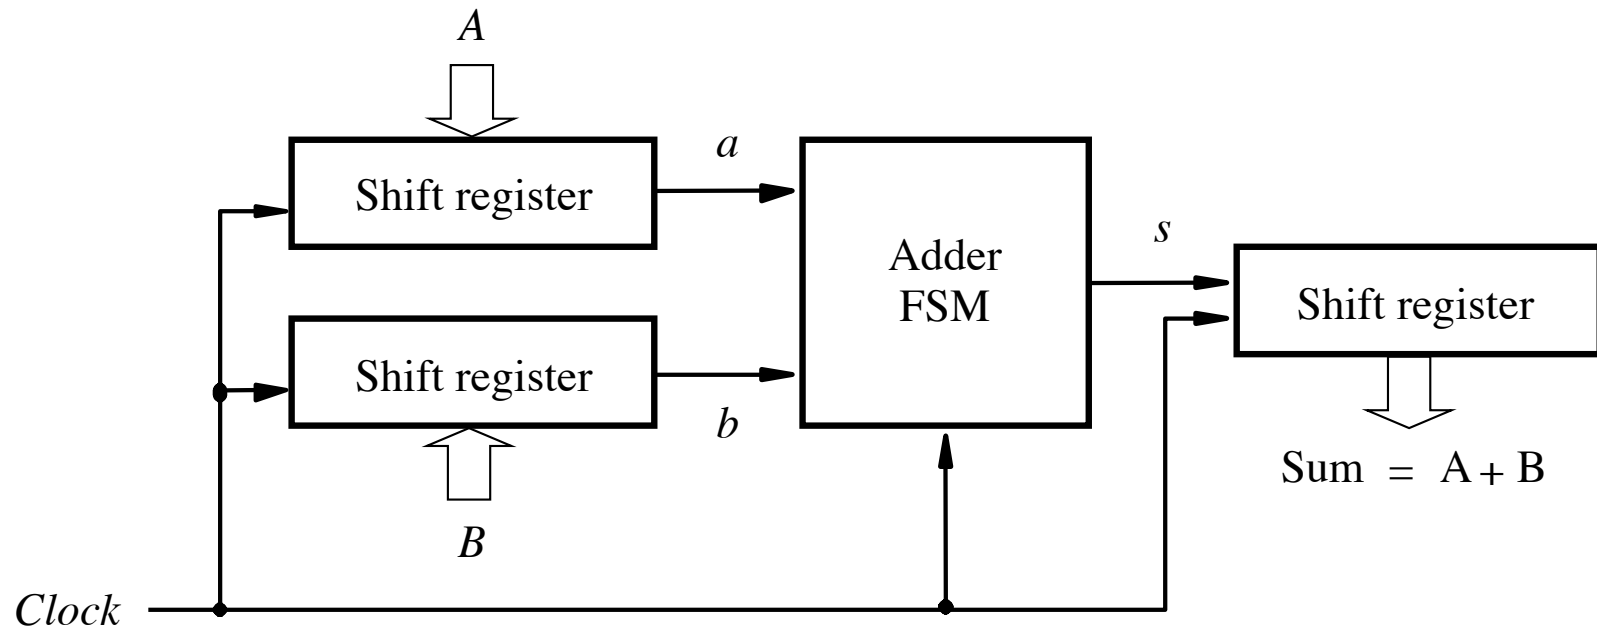 A
Shift register
a
Shift register
b
B
Adder
FSM
s
Shift register
Sum = A + B
Clock